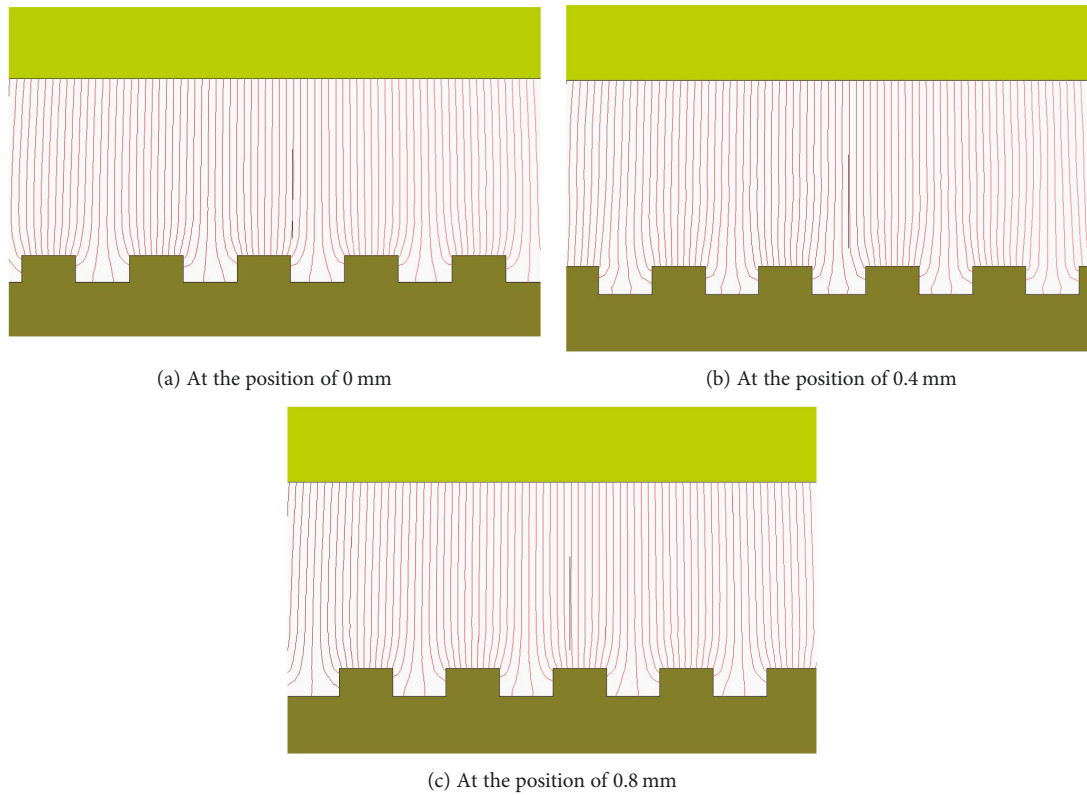 (a) At the position of 0 mm
(b) At the position of 0.4 mm
(c) At the position of 0.8 mm